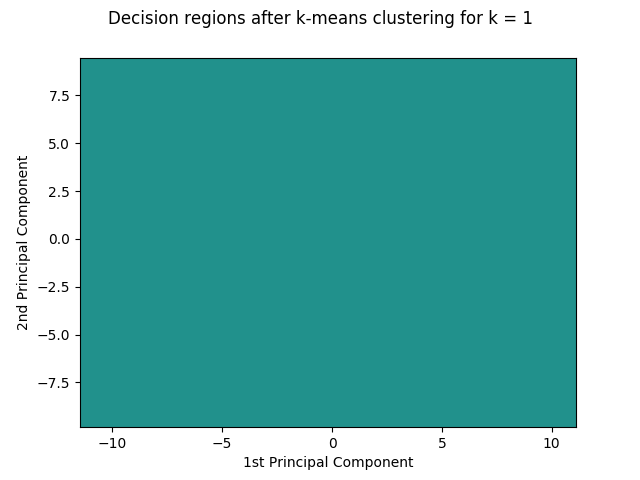 Decision regions after k-means clustering for k = 1
7.5
5.0
2.5
0.0
−2.5
−5.0
−7.5
2nd Principal Component
−10 −5 0 5 10
1st Principal Component